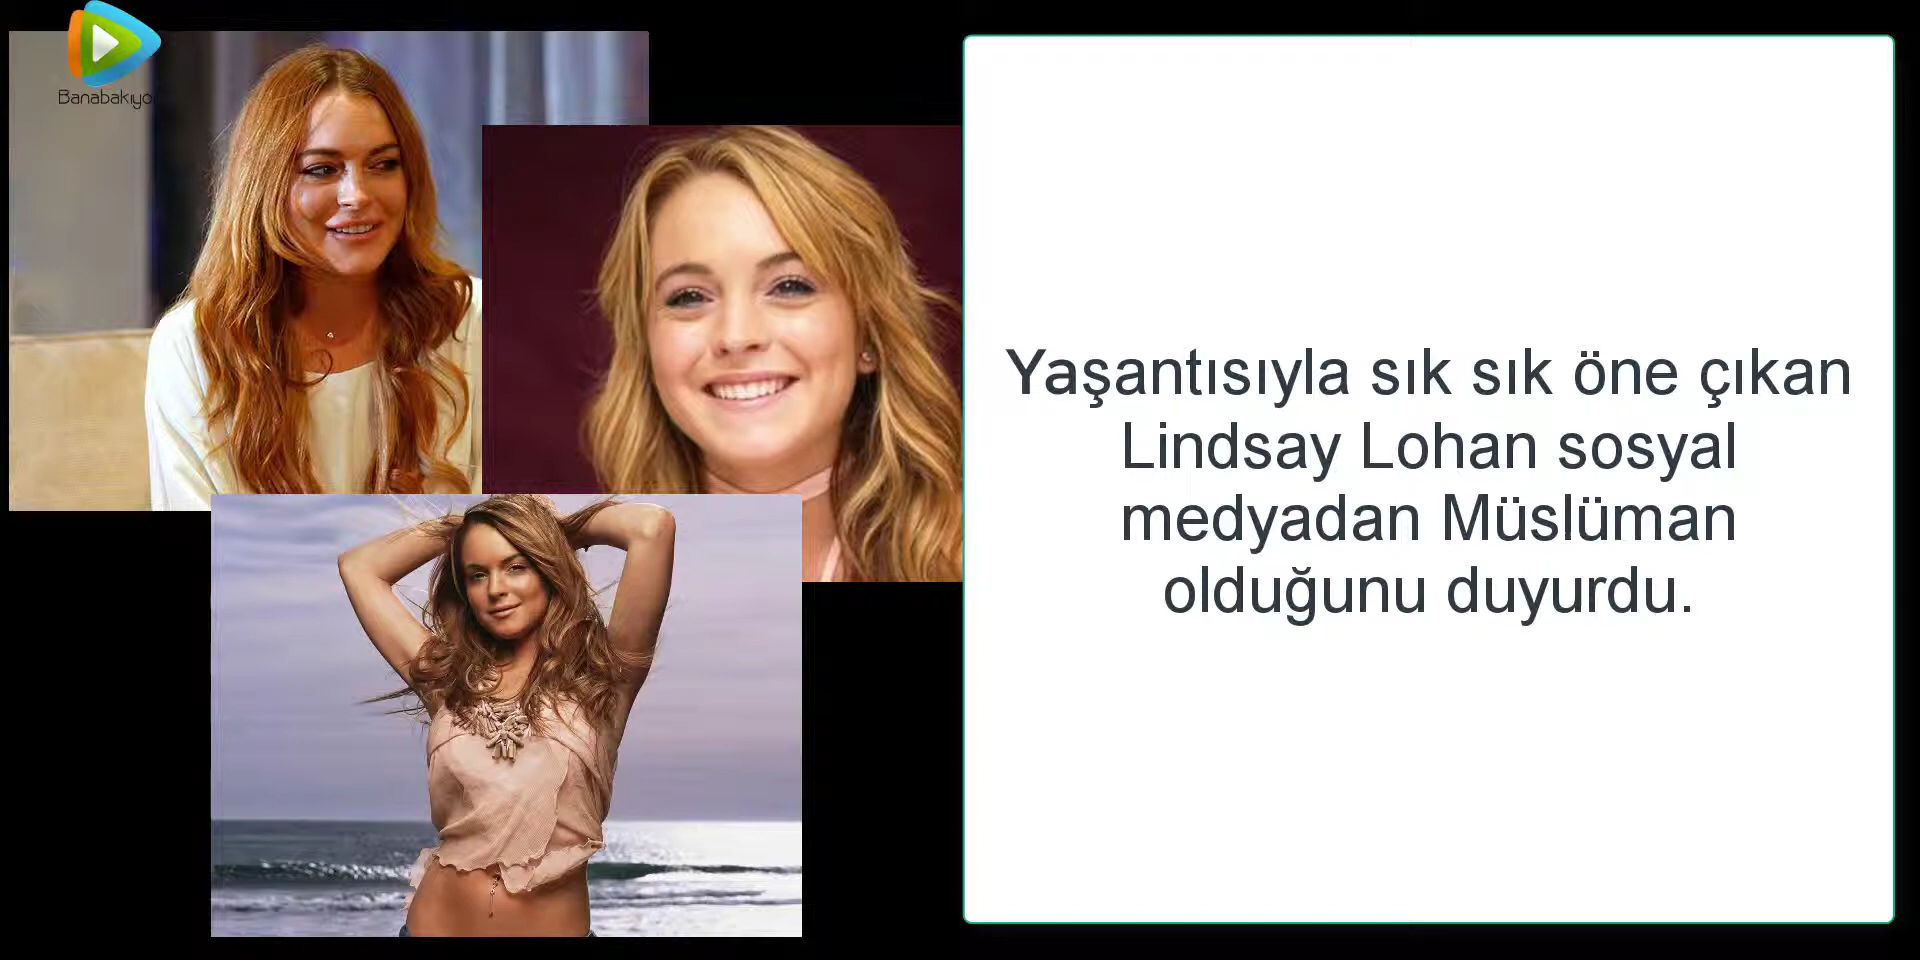 Banabakıyo
Yaşantısıyla sık sık öne çıkan
Lindsay Lohan sosyal
medyadan Müslüman
olduğunu duyurdu.